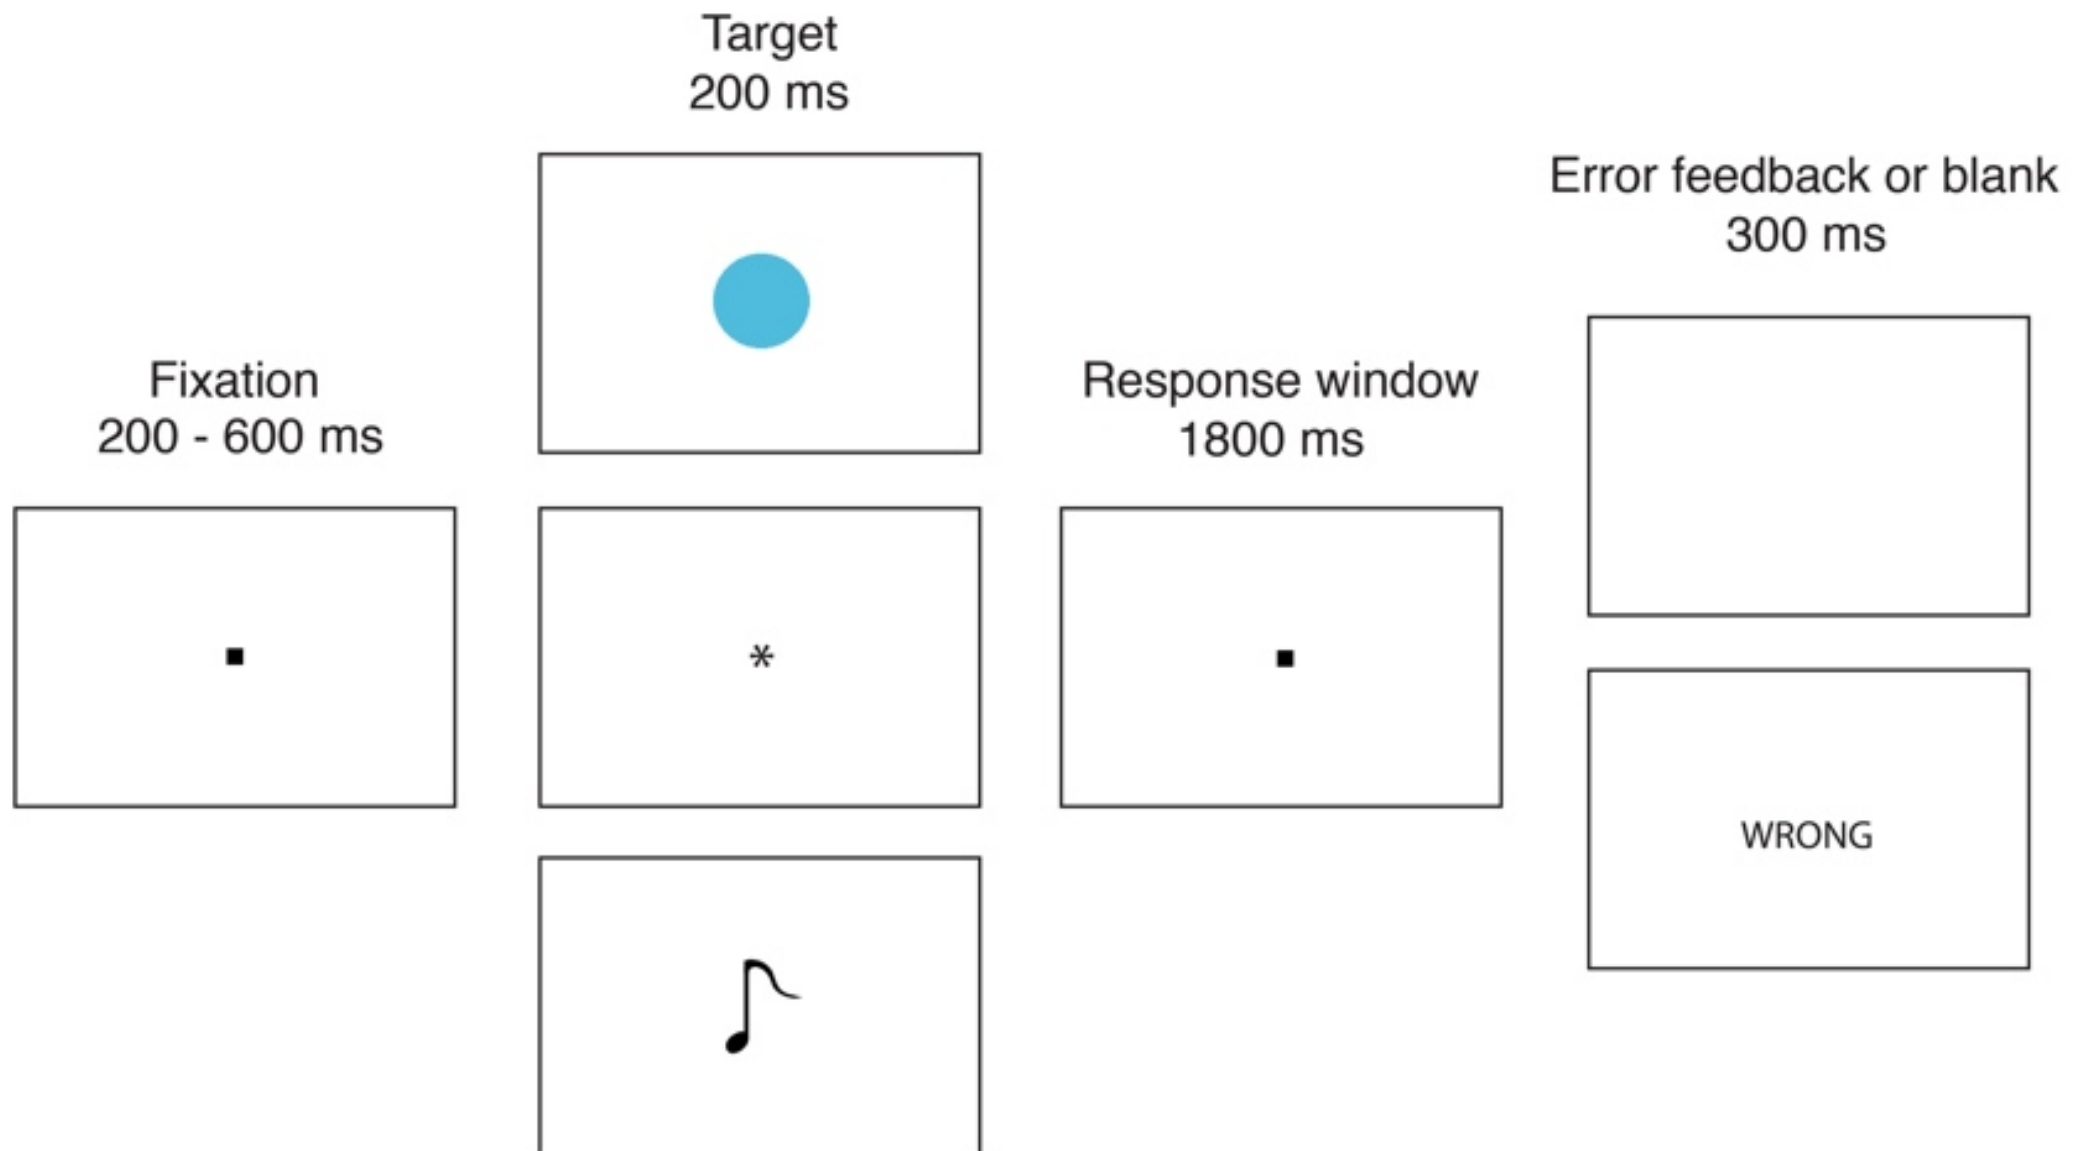 Target
200 ms
Error feedback or blank
300 ms
Fixation
200 - 600 ms
Response window
1800 ms
*
WRONG